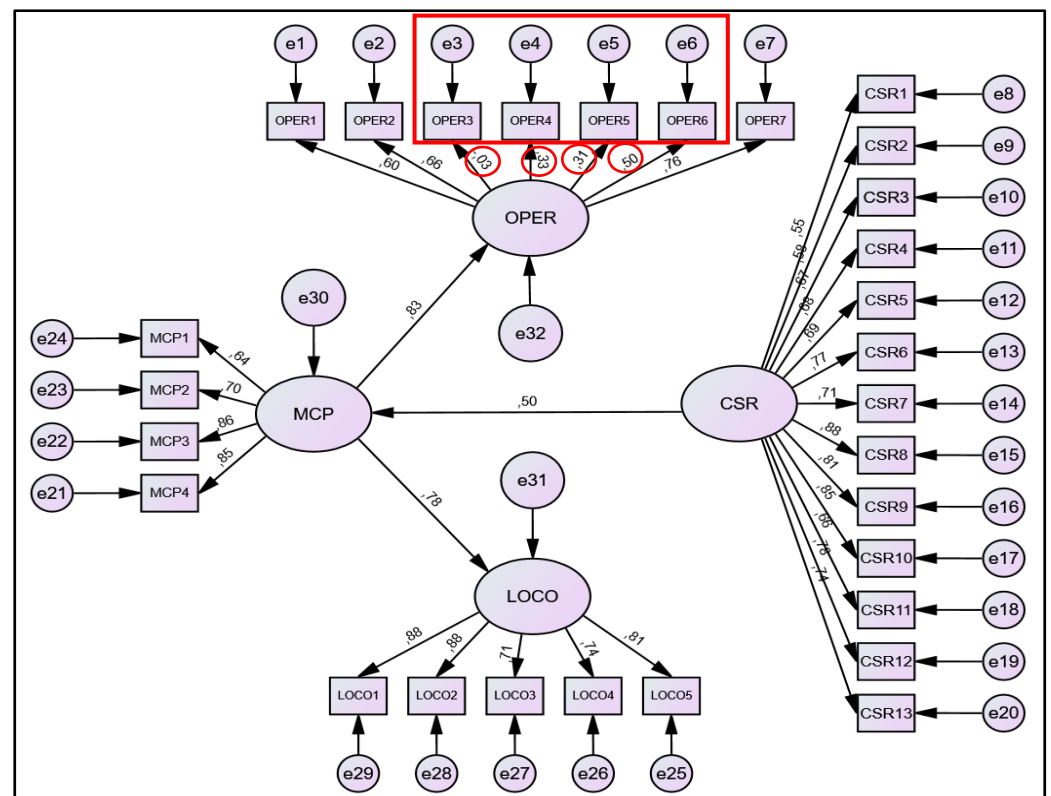 e1 e2 e3 e4 e5 e6 e7
OPER1 OPER2 OPER3 OPER4 OPER5 OPER6 OPER7
,60 ,66 ,03 ,33 ,31 ,50 ,76
OPER
e32
,83
e30
MCP
,50
CSR
e24 MCP1 ,64
e23 MCP2 ,70
e22 MCP3 ,86
e21 MCP4 ,85
,78
e31
LOCO
,88 ,88 ,71 ,74 ,81
LOCO1 LOCO2 LOCO3 LOCO4 LOCO5
e29 e28 e27 e26 e25
,55 CSR1 e8
,59 CSR2 e9
,67 CSR3 e10
,68 CSR4 e11
,69 CSR5 e12
,77 CSR6 e13
,71 CSR7 e14
,88 CSR8 e15
,81 CSR9 e16
,85 CSR10 e17
,66 CSR11 e18
,78 CSR12 e19
,74 CSR13 e20